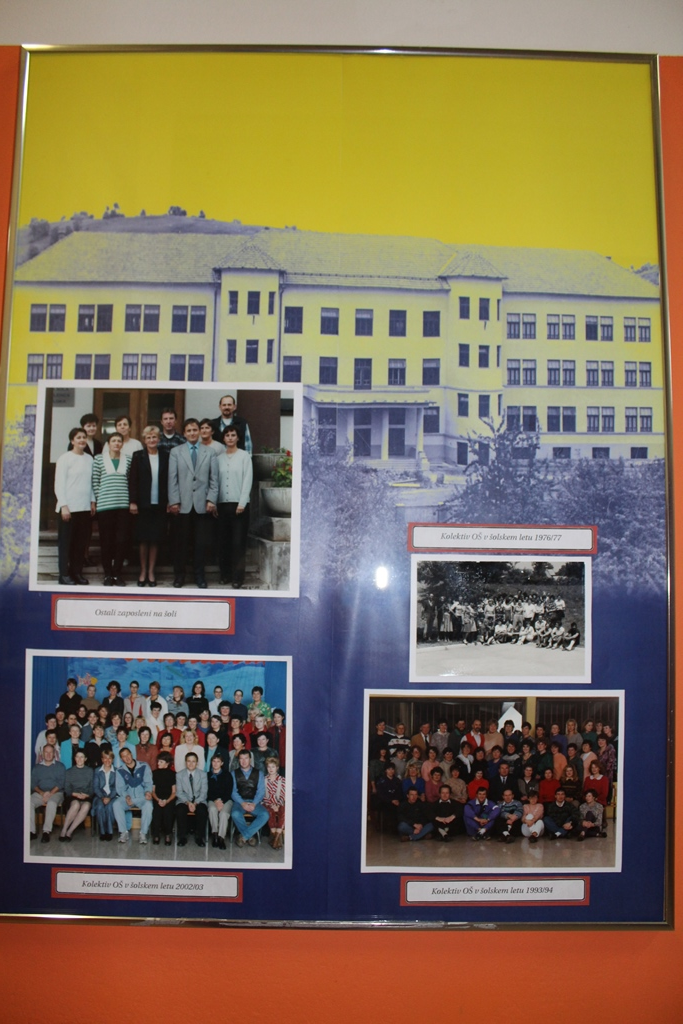 Kolektiv OŠ v šolskem letu 1976/77
Ostali zaposleni na šoli
Kolektiv OŠ v šolskem letu 2002/03
Kolektiv OŠ v šolskem letu 1993/94